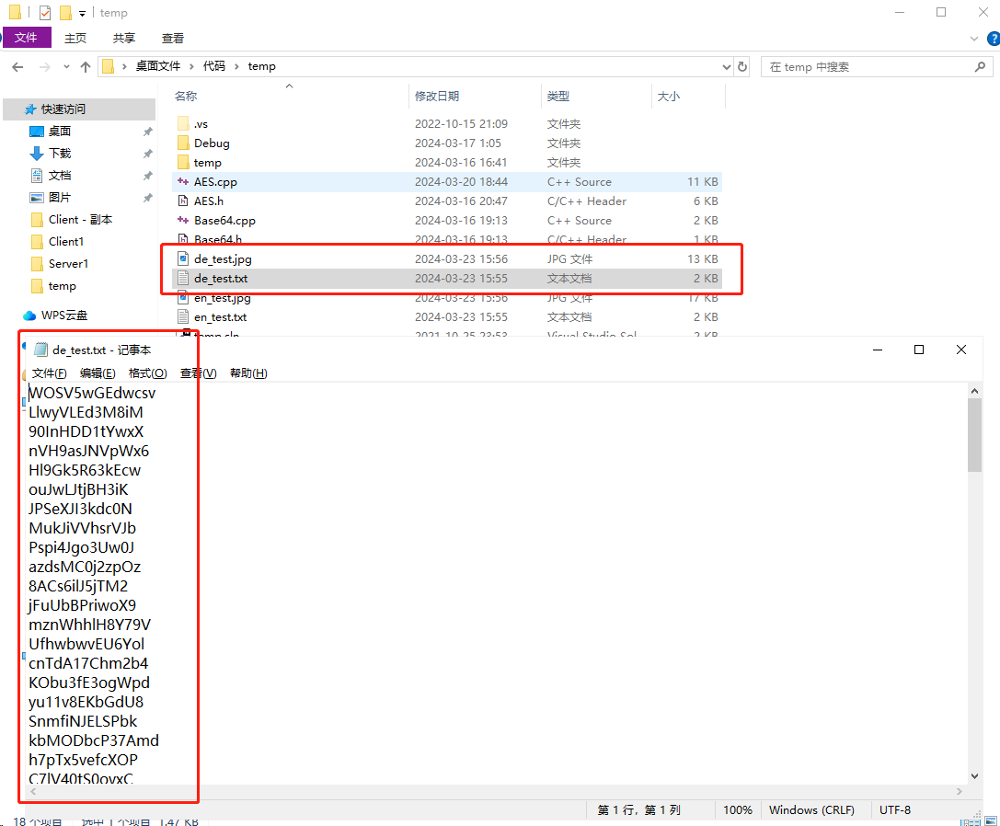 temp
文件 主页 共享 查看
桌面文件 代码 temp
在 temp 中搜索
名称 修改日期 类型 大小
快速访问
桌面
下载
文档
图片
Client - 副本
Client1
Server1
temp
WPS云盘
.vs 2022-10-15 21:09 文件夹
Debug 2024-03-17 1:05 文件夹
temp 2024-03-16 16:41 文件夹
AES.cpp 2024-03-20 18:44 C++ Source 11 KB
AES.h 2024-03-16 20:47 C/C++ Header 6 KB
Base64.cpp 2024-03-16 19:13 C++ Source 2 KB
Base64.h 2024-03-16 19:13 C/C++ Header 1 KB
de_test.jpg 2024-03-23 15:56 JPG 文件 13 KB
de_test.txt 2024-03-23 15:55 文本文档 2 KB
en_test.jpg 2024-03-23 15:56 JPG 文件 17 KB
en_test.txt 2024-03-23 15:55 文本文档 2 KB
temp.sln 2021-10-25 23:53 Visual Studio Sol... 2 KB
de_test.txt - 记事本
文件(F) 编辑(E) 格式(O) 查看(V) 帮助(H)
WOSV5wGEdwcsv
LlwyVLEd3M8iM
90InHDD1tYwxX
nVH9asJNVpWx6
Hl9Gk5R63kEcw
ouJwLJtjBH3iK
JPSeXJI3kdc0N
MukJiVVhsrVJb
Pspi4Jgo3Uw0J
azdsMC0j2zpOz
8ACs6ilJ5jTM2
jFuUbBPriwoX9
mznWhhlH8Y79V
UfhwbwvEU6Yol
cnTdA17Chm2b4
KObu3fE3ogWpd
yu11v8EKbGdU8
SnmfiNJELSPbk
kbMODbcP37Amd
h7pTx5vefcXOP
C7lV40tS0ovxC
第 1 行，第 1 列 100% Windows (CRLF) UTF-8
18 个项目 选中 1 个项目 1.47 KB